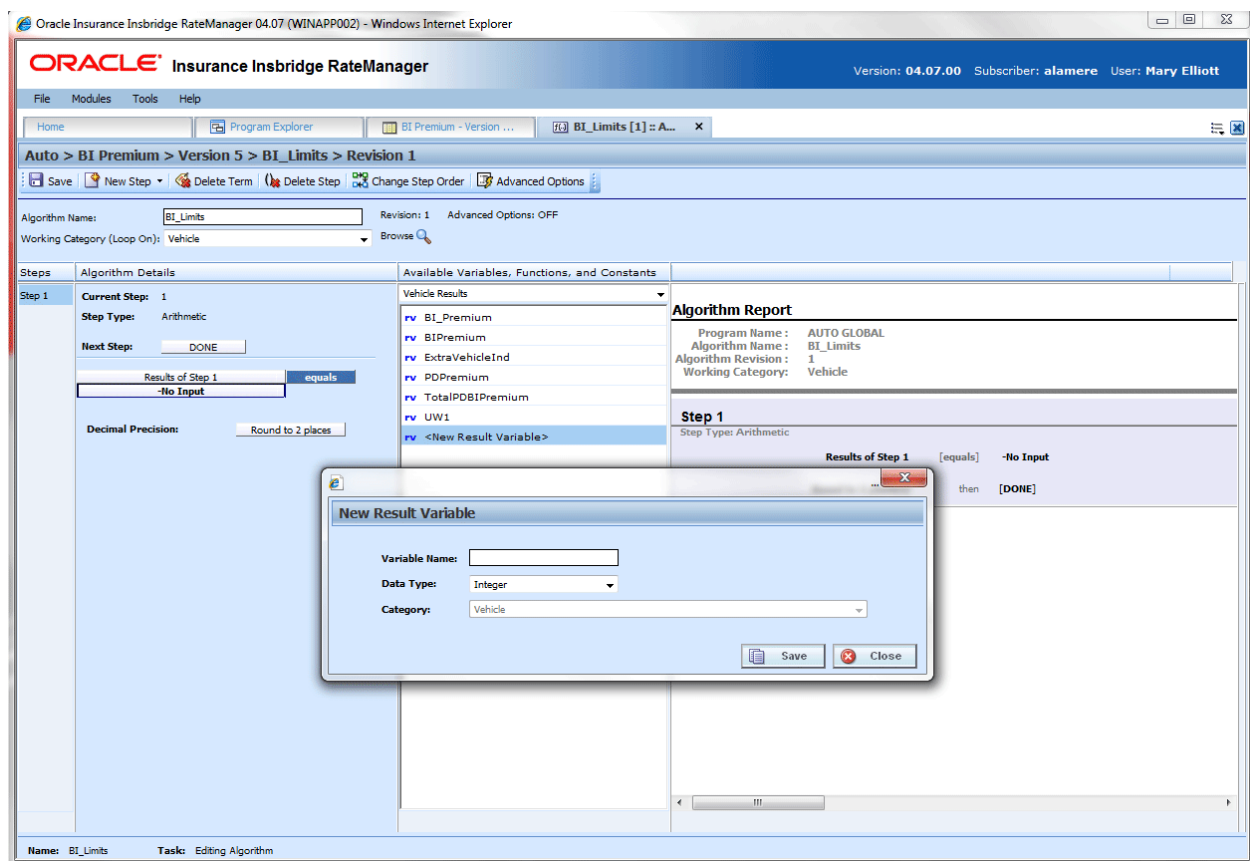 Oracle Insurance Insbridge RateManager 04.07 (WINAPP002) - Windows Internet Explorer
ORACLE® Insurance Insbridge RateManager
Version: 04.07.00 Subscriber: alamere User: Mary Elliott
File Modules Tools Help
Home Program Explorer BI Premium - Version ... BI_Limits [1] :: A... X
Auto > BI Premium > Version 5 > BI_Limits > Revision 1
Save New Step Delete Term Delete Step Change Step Order Advanced Options
Algorithm Name: BI_Limits Revision: 1 Advanced Options: OFF
Working Category (Loop On): Vehicle Browse
Steps Algorithm Details Available Variables, Functions, and Constants
Step 1
Current Step: 1
Step Type: Arithmetic
Next Step: DONE
Results of Step 1 equals
-No Input
Decimal Precision: Round to 2 places
Vehicle Results
rv BI_Premium
rv BIPremium
rv ExtraVehicleInd
rv PDPremium
rv TotalPDBIPremium
rv UW1
rv <New Result Variable>
Algorithm Report
Program Name : AUTO GLOBAL
Algorithm Name : BI_Limits
Algorithm Revision : 1
Working Category: Vehicle
Step 1
Step Type: Arithmetic
Results of Step 1 [equals] -No Input
then [DONE]
...
New Result Variable
Variable Name:
Data Type: Integer
Category: Vehicle
Save Close
Name: BI_Limits Task: Editing Algorithm